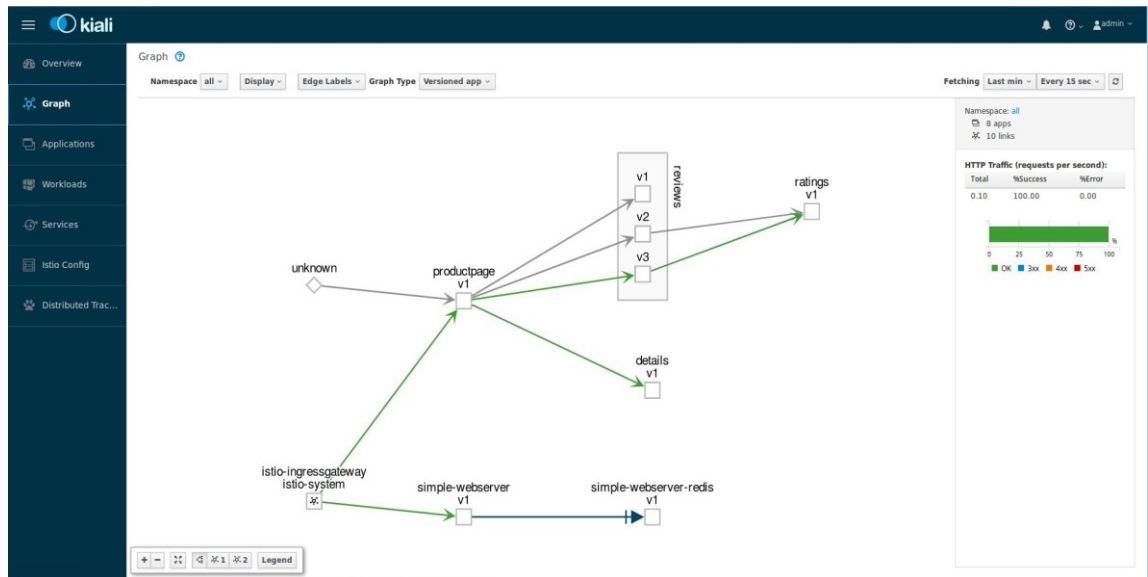 kiali
admin
Overview
Graph
Applications
Workloads
Services
Istio Config
Distributed Trac...
Graph
Namespace all Display Edge Labels Graph Type Versioned app
Fetching Last min Every 15 sec
Namespace: all
8 apps
10 links
HTTP Traffic (requests per second):
Total %Success %Error
0.10 100.00 0.00
%
0 25 50 75 100
OK 3xx 4xx 5xx
v1
v2
v3
reviews
ratings
v1
unknown
productpage
v1
details
v1
istio-ingressgateway
istio-system
simple-webserver
v1
simple-webserver-redis
v1
+ - 1 2 Legend